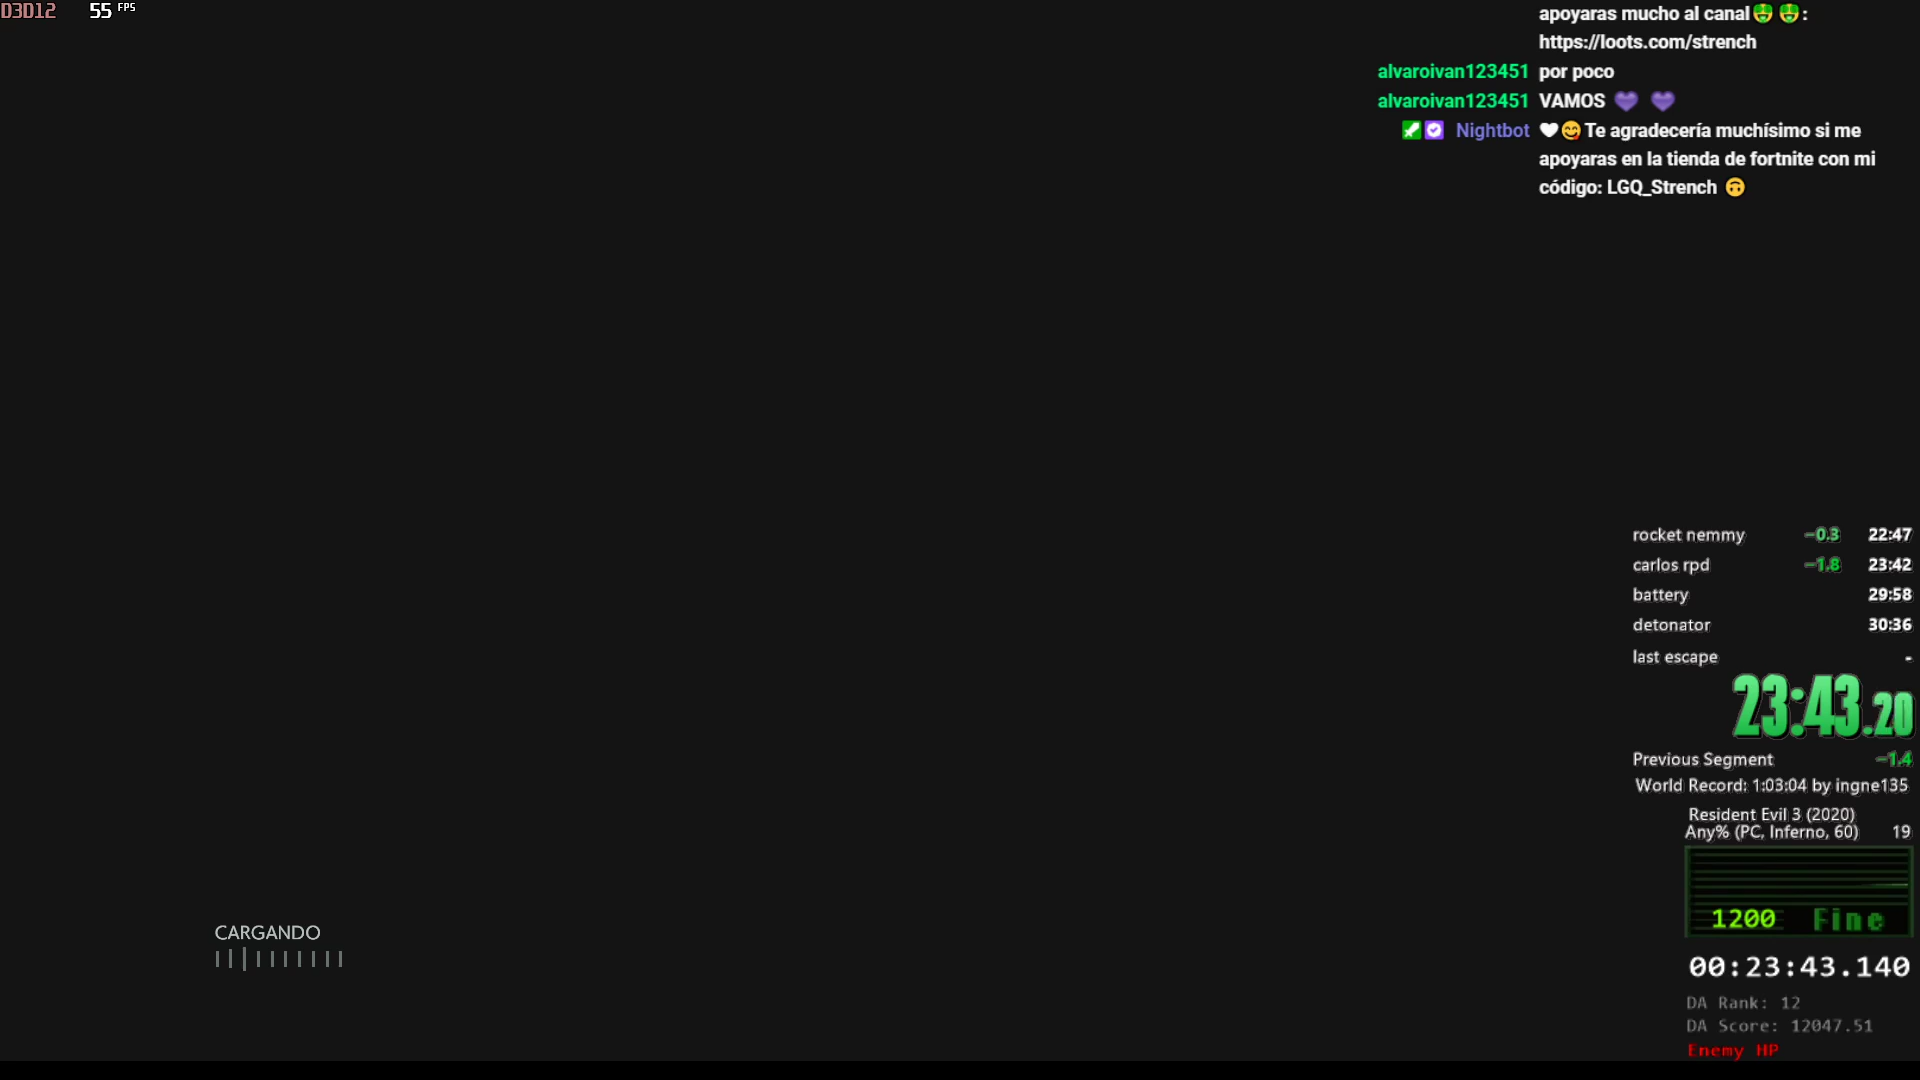 D3D12 55 FPS
apoyaras mucho al canal🤑 🤑 :
https://loots.com/strench
alvaroivan123451 por poco
alvaroivan123451 VAMOS 💜 💜
Nightbot 🤍😋Te agradecería muchísimo si me
apoyaras en la tienda de fortnite con mi
código: LGQ_Strench 🙃
rocket nemmy −0.3 22:47
carlos rpd −1.8 23:42
battery 29:58
detonator 30:36
last escape -
23:43.20
Previous Segment −1.4
World Record: 1:03:04 by ingne135
Resident Evil 3 (2020)
Any% (PC, Inferno, 60) 19
1200 Fine
CARGANDO
00:23:43.140
DA Rank: 12
DA Score: 12047.51
Enemy HP